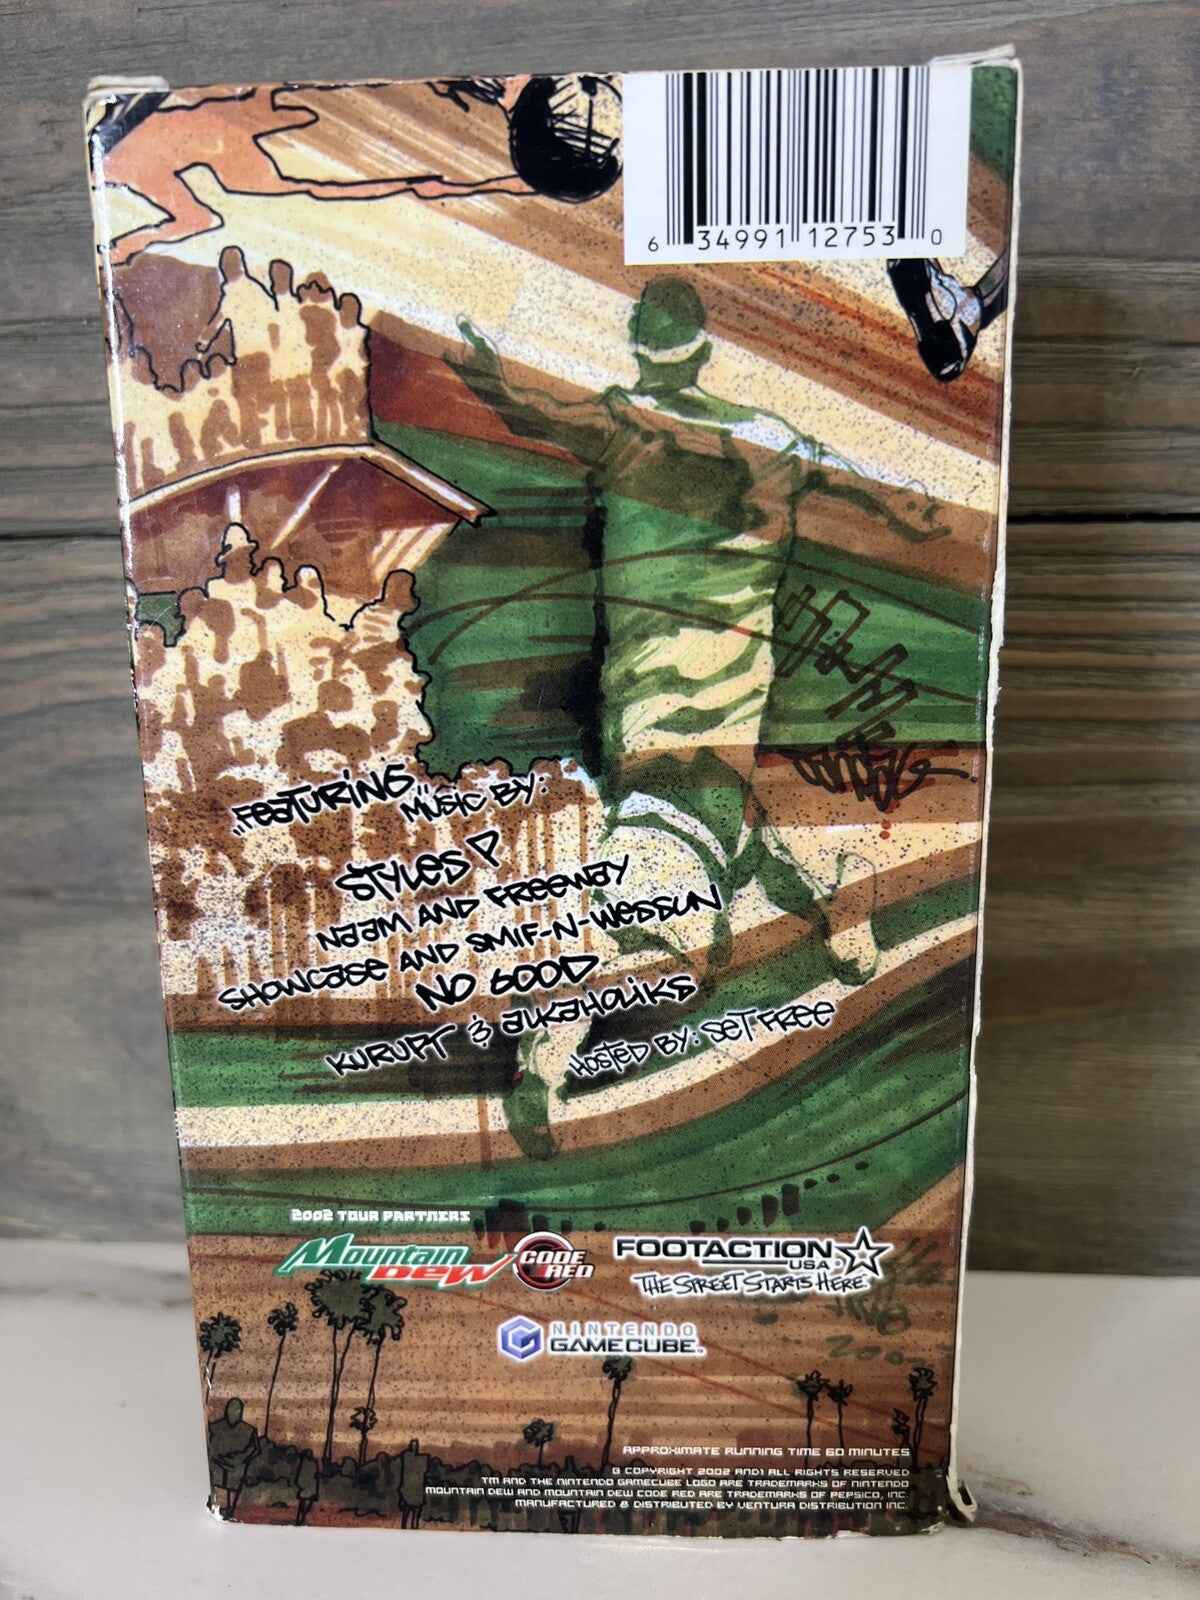 6 34991 12753 0
"FEATURING" MUSIC BY:
STYLES P
NAAM AND FREEWAY
SHOWCASE AND SMIF-N-WESSUN
NO GOOD
KURUPT & ALKAHOLIKS
HOSTED BY: SET FREE
2002 TOUR PARTNERS
Mountain Dew CODE RED
FOOTACTION USA
THE STREET STARTS HERE
NINTENDO
GAMECUBE.
APPROXIMATE RUNNING TIME 60 MINUTES
© COPYRIGHT 2002 AND1 ALL RIGHTS RESERVED
TM AND THE NINTENDO GAMECUBE LOGO ARE TRADEMARKS OF NINTENDO
MOUNTAIN DEW AND MOUNTAIN DEW CODE RED ARE TRADEMARKS OF PEPSICO, INC.
MANUFACTURED & DISTRIBUTED BY VENTURA DISTRIBUTION INC.